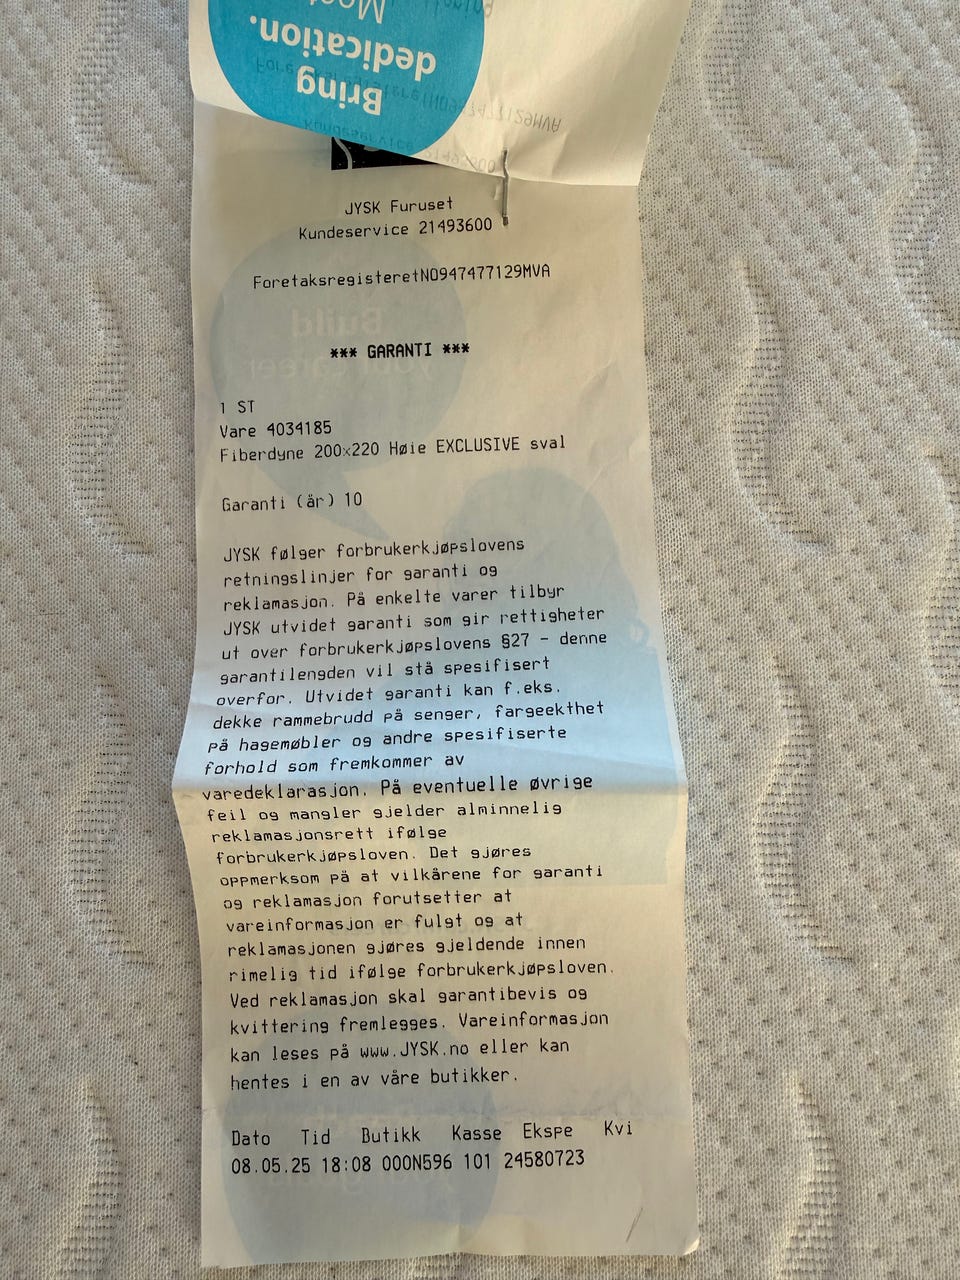 Bring
dedication.
JYSK Furuset
Kundeservice 21493600
ForetaksregisteretNO947477129MVA
*** GARANTI ***
1 ST
Vare 4034185
Fiberdyne 200x220 Høie EXCLUSIVE sval
Garanti (år) 10
JYSK følger forbrukerkjøpslovens
retningslinjer for garanti og
reklamasjon. På enkelte varer tilbyr
JYSK utvidet garanti som gir rettigheter
ut over forbrukerkjøpslovens §27 - denne
garantilengden vil stå spesifisert
overfor. Utvidet garanti kan f.eks.
dekke rammebrudd på senger, fargeekthet
på hagemøbler og andre spesifiserte
forhold som fremkommer av
varedeklarasjon. På eventuelle øvrige
feil og mangler gjelder alminnelig
reklamasjonsrett ifølge
forbrukerkjøpsloven. Det gjøres
oppmerksom på at vilkårene for garanti
og reklamasjon forutsetter at
vareinformasjon er fulgt og at
reklamasjonen gjøres gjeldende innen
rimelig tid ifølge forbrukerkjøpsloven.
Ved reklamasjon skal garantibevis og
kvittering fremlegges. Vareinformasjon
kan leses på www.JYSK.no eller kan
hentes i en av våre butikker.
Dato Tid Butikk Kasse Ekspe Kvi
08.05.25 18:08 000N596 101 24580723